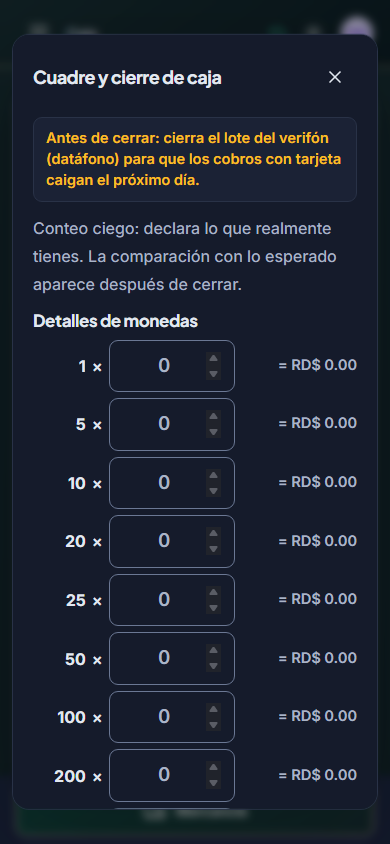 Cuadre y cierre de caja
Antes de cerrar: cierra el lote del verifón
(datáfono) para que los cobros con tarjeta
caigan el próximo día.
Conteo ciego: declara lo que realmente
tienes. La comparación con lo esperado
aparece después de cerrar.
Detalles de monedas
1 × 0 = RD$ 0.00
5 × 0 = RD$ 0.00
10 × 0 = RD$ 0.00
20 × 0 = RD$ 0.00
25 × 0 = RD$ 0.00
50 × 0 = RD$ 0.00
100 × 0 = RD$ 0.00
200 × 0 = RD$ 0.00